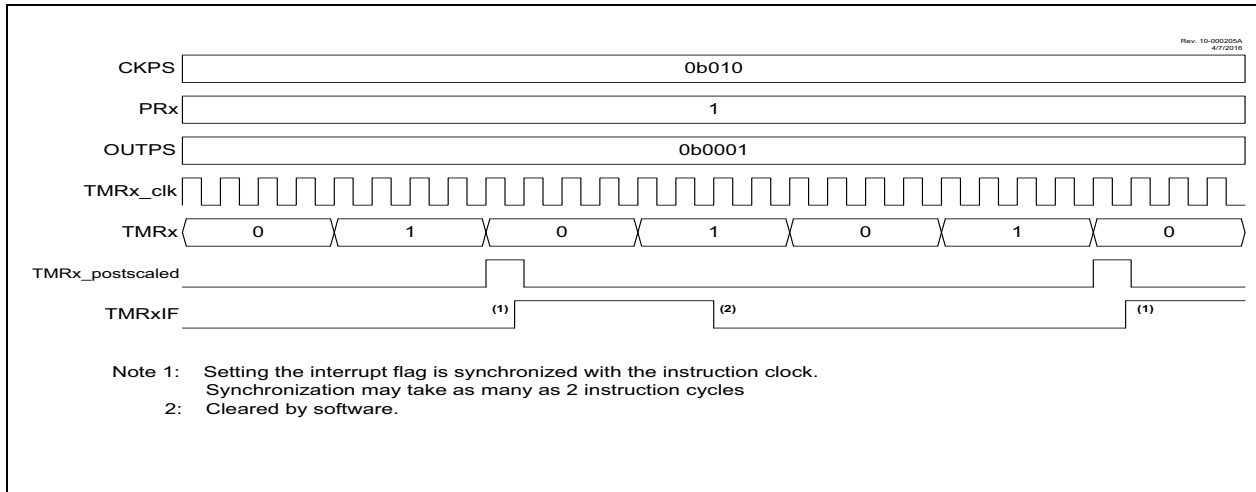 Rev. 10-000205A
4/7/2016
CKPS 0b010
PRx 1
OUTPS 0b0001
TMRx_clk
TMRx 0 1 0 1 0 1 0
TMRx_postscaled
TMRxIF (1) (2) (1)
Note 1: Setting the interrupt flag is synchronized with the instruction clock.
Synchronization may take as many as 2 instruction cycles
2: Cleared by software.